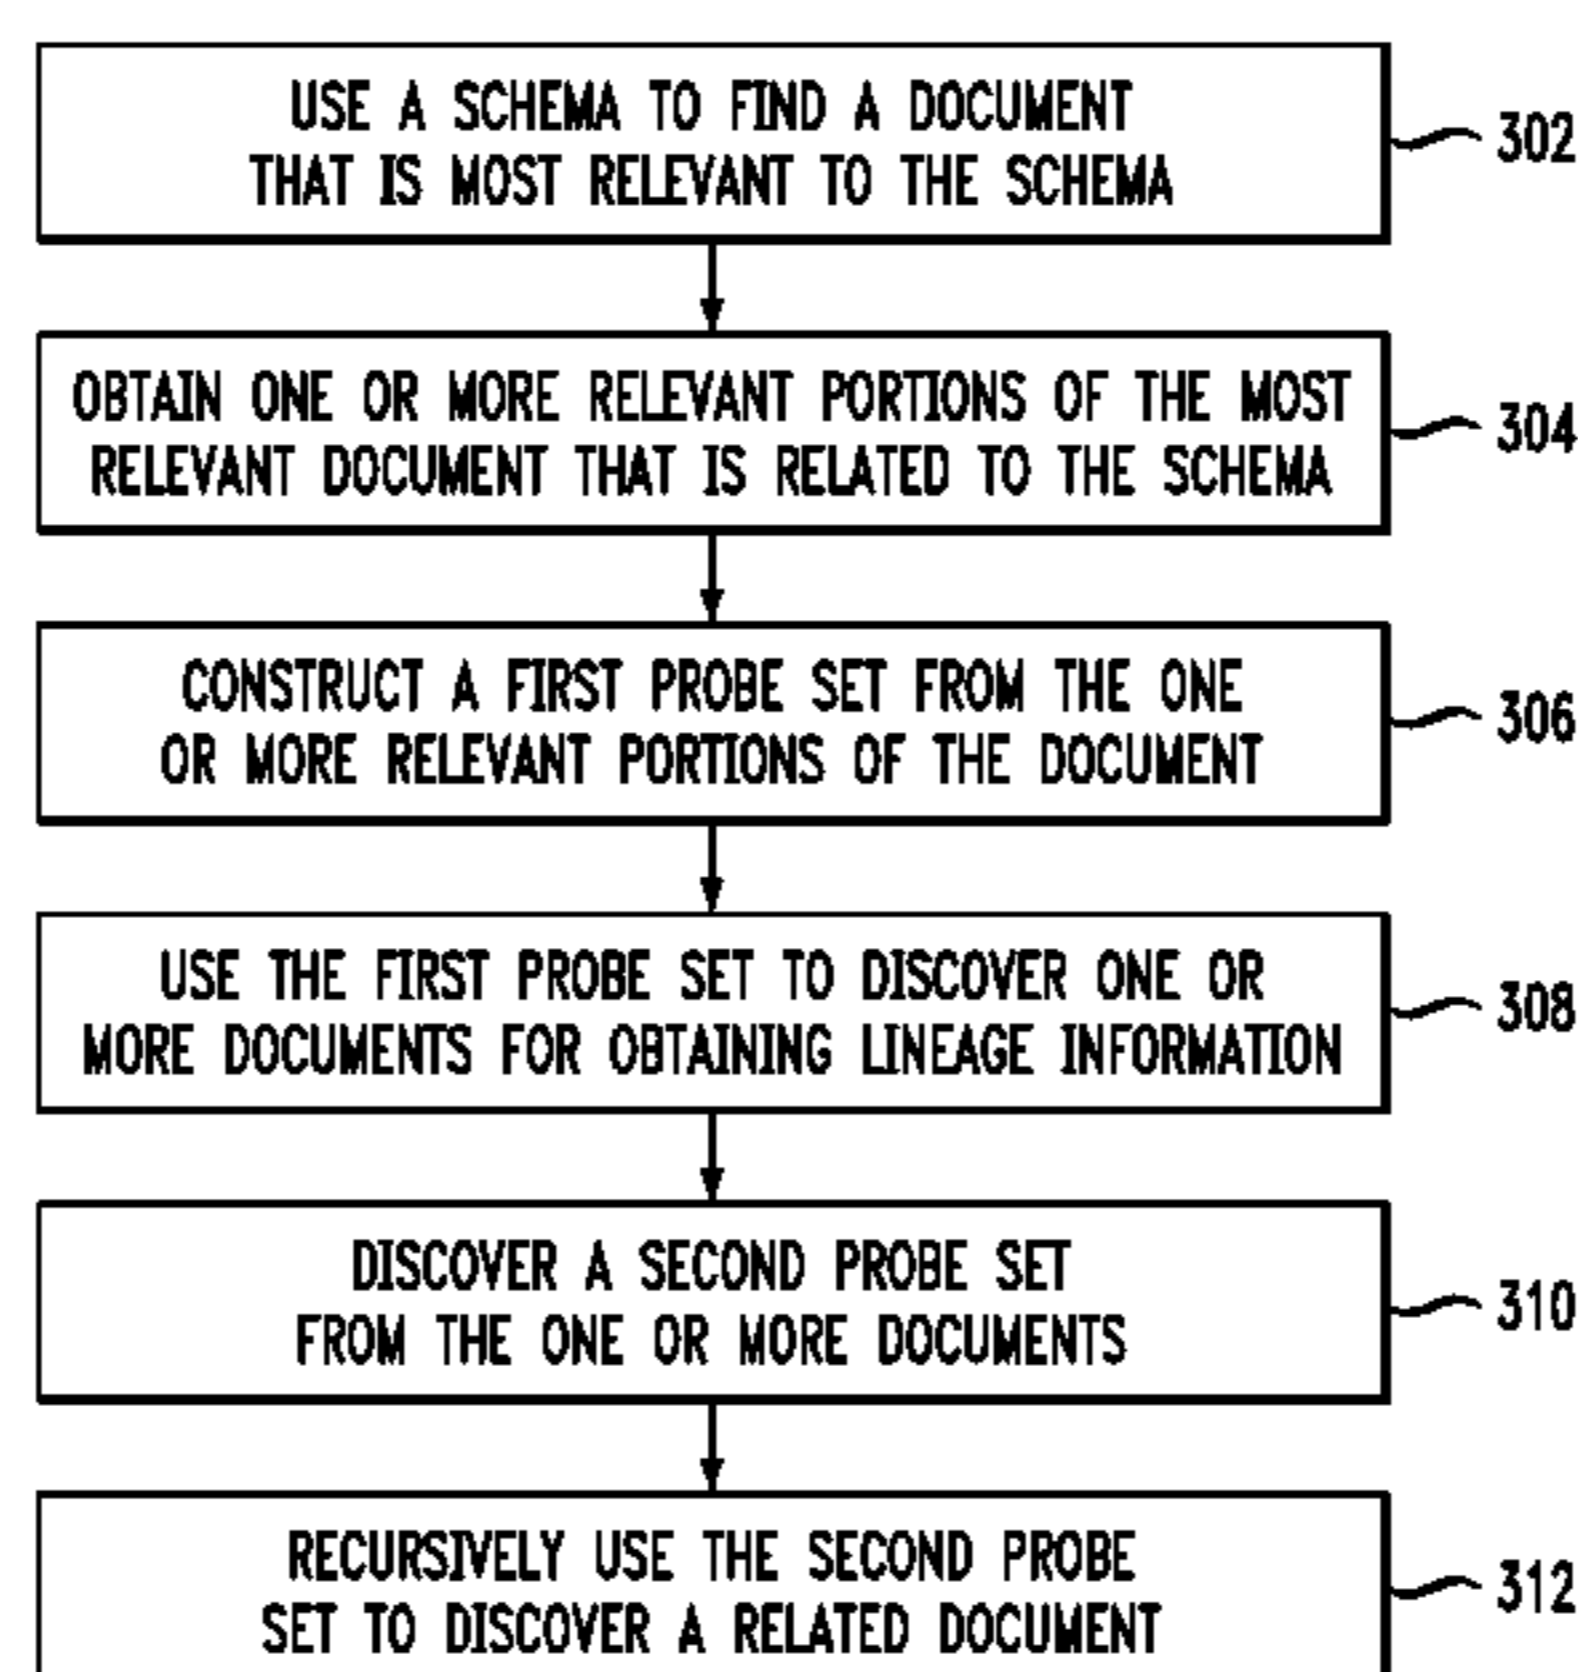 USE A SCHEMA TO FIND A DOCUMENT
THAT IS MOST RELEVANT TO THE SCHEMA
302
OBTAIN ONE OR MORE RELEVANT PORTIONS OF THE MOST
RELEVANT DOCUMENT THAT IS RELATED TO THE SCHEMA
304
CONSTRUCT A FIRST PROBE SET FROM THE ONE
OR MORE RELEVANT PORTIONS OF THE DOCUMENT
306
USE THE FIRST PROBE SET TO DISCOVER ONE OR
MORE DOCUMENTS FOR OBTAINING LINEAGE INFORMATION
308
DISCOVER A SECOND PROBE SET
FROM THE ONE OR MORE DOCUMENTS
310
RECURSIVELY USE THE SECOND PROBE
SET TO DISCOVER A RELATED DOCUMENT
312